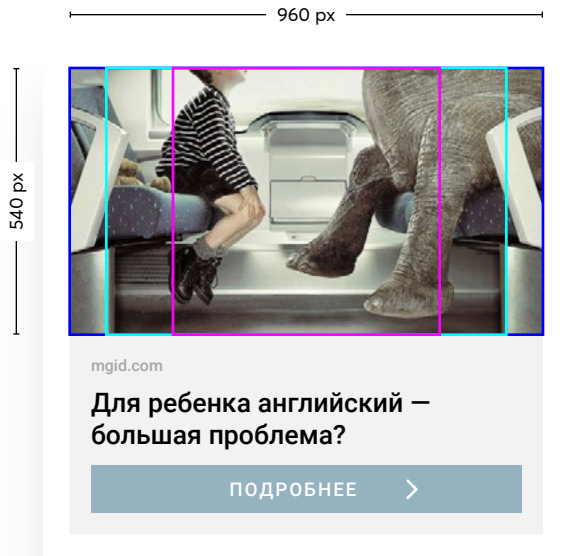 960 px
540 px
mgid.com
Для ребенка английский —
большая проблема?
ПОДРОБНЕЕ